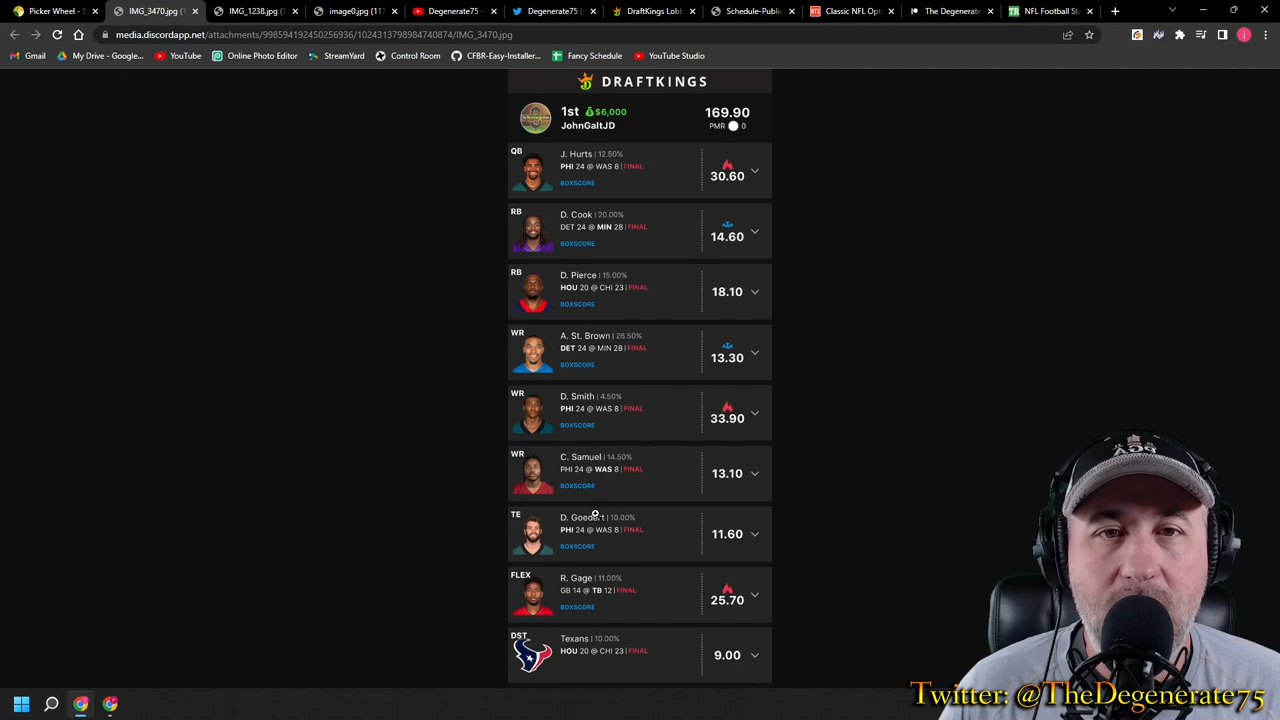 Picker Wheel - S
IMG_3470.jpg (1
IMG_1238.jpg (1
image0.jpg (117
Degenerate75 -
Degenerate75 (
DraftKings Lobb
Schedule-Public
Classic NFL Opt
The Degenerate
NFL Football Sta
media.discordapp.net/attachments/998594192450256936/1024313798984740874/IMG_3470.jpg
Gmail
My Drive - Google...
YouTube
Online Photo Editor
StreamYard
Control Room
CFBR-Easy-Installer...
Fancy Schedule
YouTube Studio
DRAFTKINGS
1st $6,000 169.90
JohnGaltJD PMR 0
QB J. Hurts | 12.50%
PHI 24 @ WAS 8 | FINAL 30.60
BOXSCORE
RB D. Cook | 20.00%
DET 24 @ MIN 28 | FINAL 14.60
BOXSCORE
RB D. Pierce | 15.00%
HOU 20 @ CHI 23 | FINAL 18.10
BOXSCORE
WR A. St. Brown | 26.50%
DET 24 @ MIN 28 | FINAL 13.30
BOXSCORE
WR D. Smith | 4.50%
PHI 24 @ WAS 8 | FINAL 33.90
BOXSCORE
WR C. Samuel | 14.50%
PHI 24 @ WAS 8 | FINAL 13.10
BOXSCORE
TE D. Goedert | 10.00%
PHI 24 @ WAS 8 | FINAL 11.60
BOXSCORE
FLEX R. Gage | 11.00%
GB 14 @ TB 12 | FINAL 25.70
BOXSCORE
DST Texans | 10.00%
HOU 20 @ CHI 23 | FINAL 9.00
Twitter: @TheDegenerate75